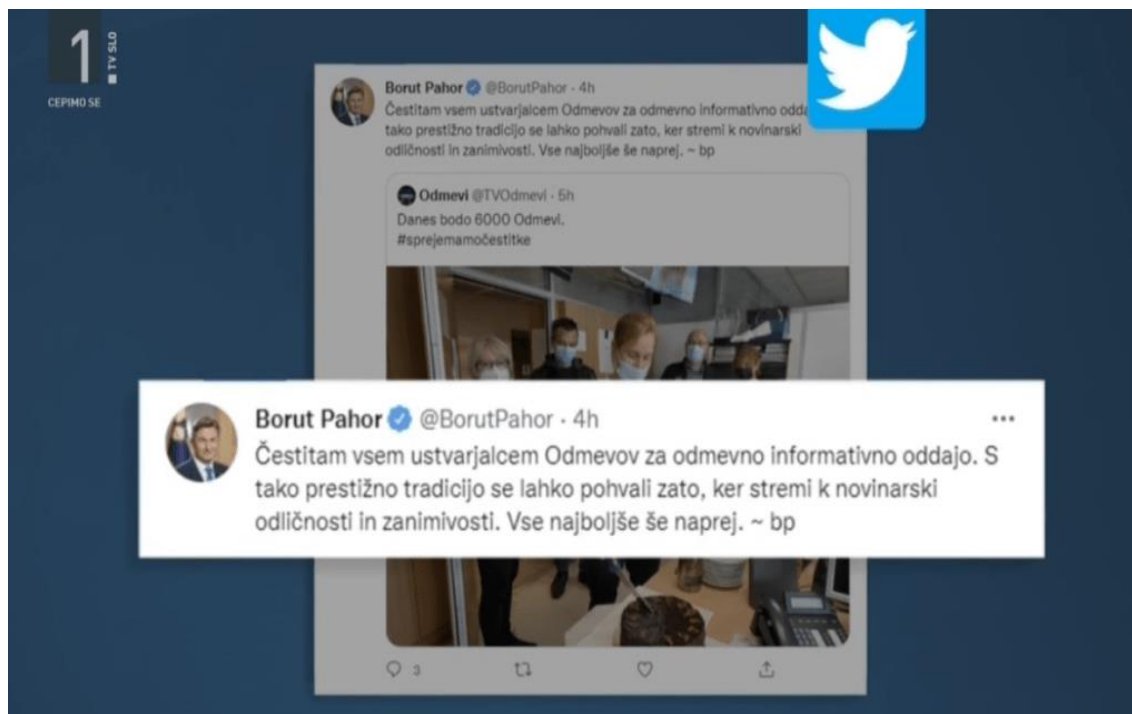 1
TV SLO
CEPIMO SE
Borut Pahor @BorutPahor · 4h
Čestitam vsem ustvarjalcem Odmevov za odmevno informativno
tako prestižno tradicijo se lahko pohvali zato, ker stremi k novinarski
odličnosti in zanimivosti. Vse najboljše še naprej. ~ bp
Odmevi @TVOdmevi · 5h
Danes bodo 6000 Odmevi.
#sprejemamočestitke
Borut Pahor @BorutPahor · 4h
Čestitam vsem ustvarjalcem Odmevov za odmevno informativno oddajo. S
tako prestižno tradicijo se lahko pohvali zato, ker stremi k novinarski
odličnosti in zanimivosti. Vse najboljše še naprej. ~ bp
3